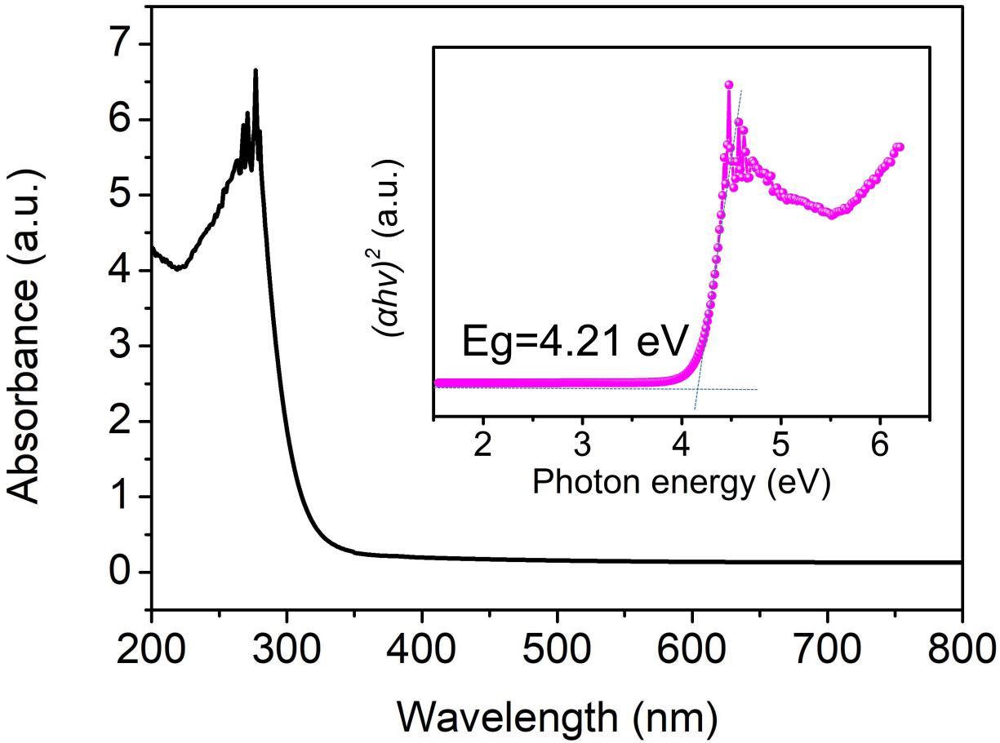 Absorbance (a.u.)
7
6
5
4
3
2
1
0
200 300 400 500 600 700 800
Wavelength (nm)
(αhν)² (a.u.)
Eg=4.21 eV
2 3 4 5 6
Photon energy (eV)